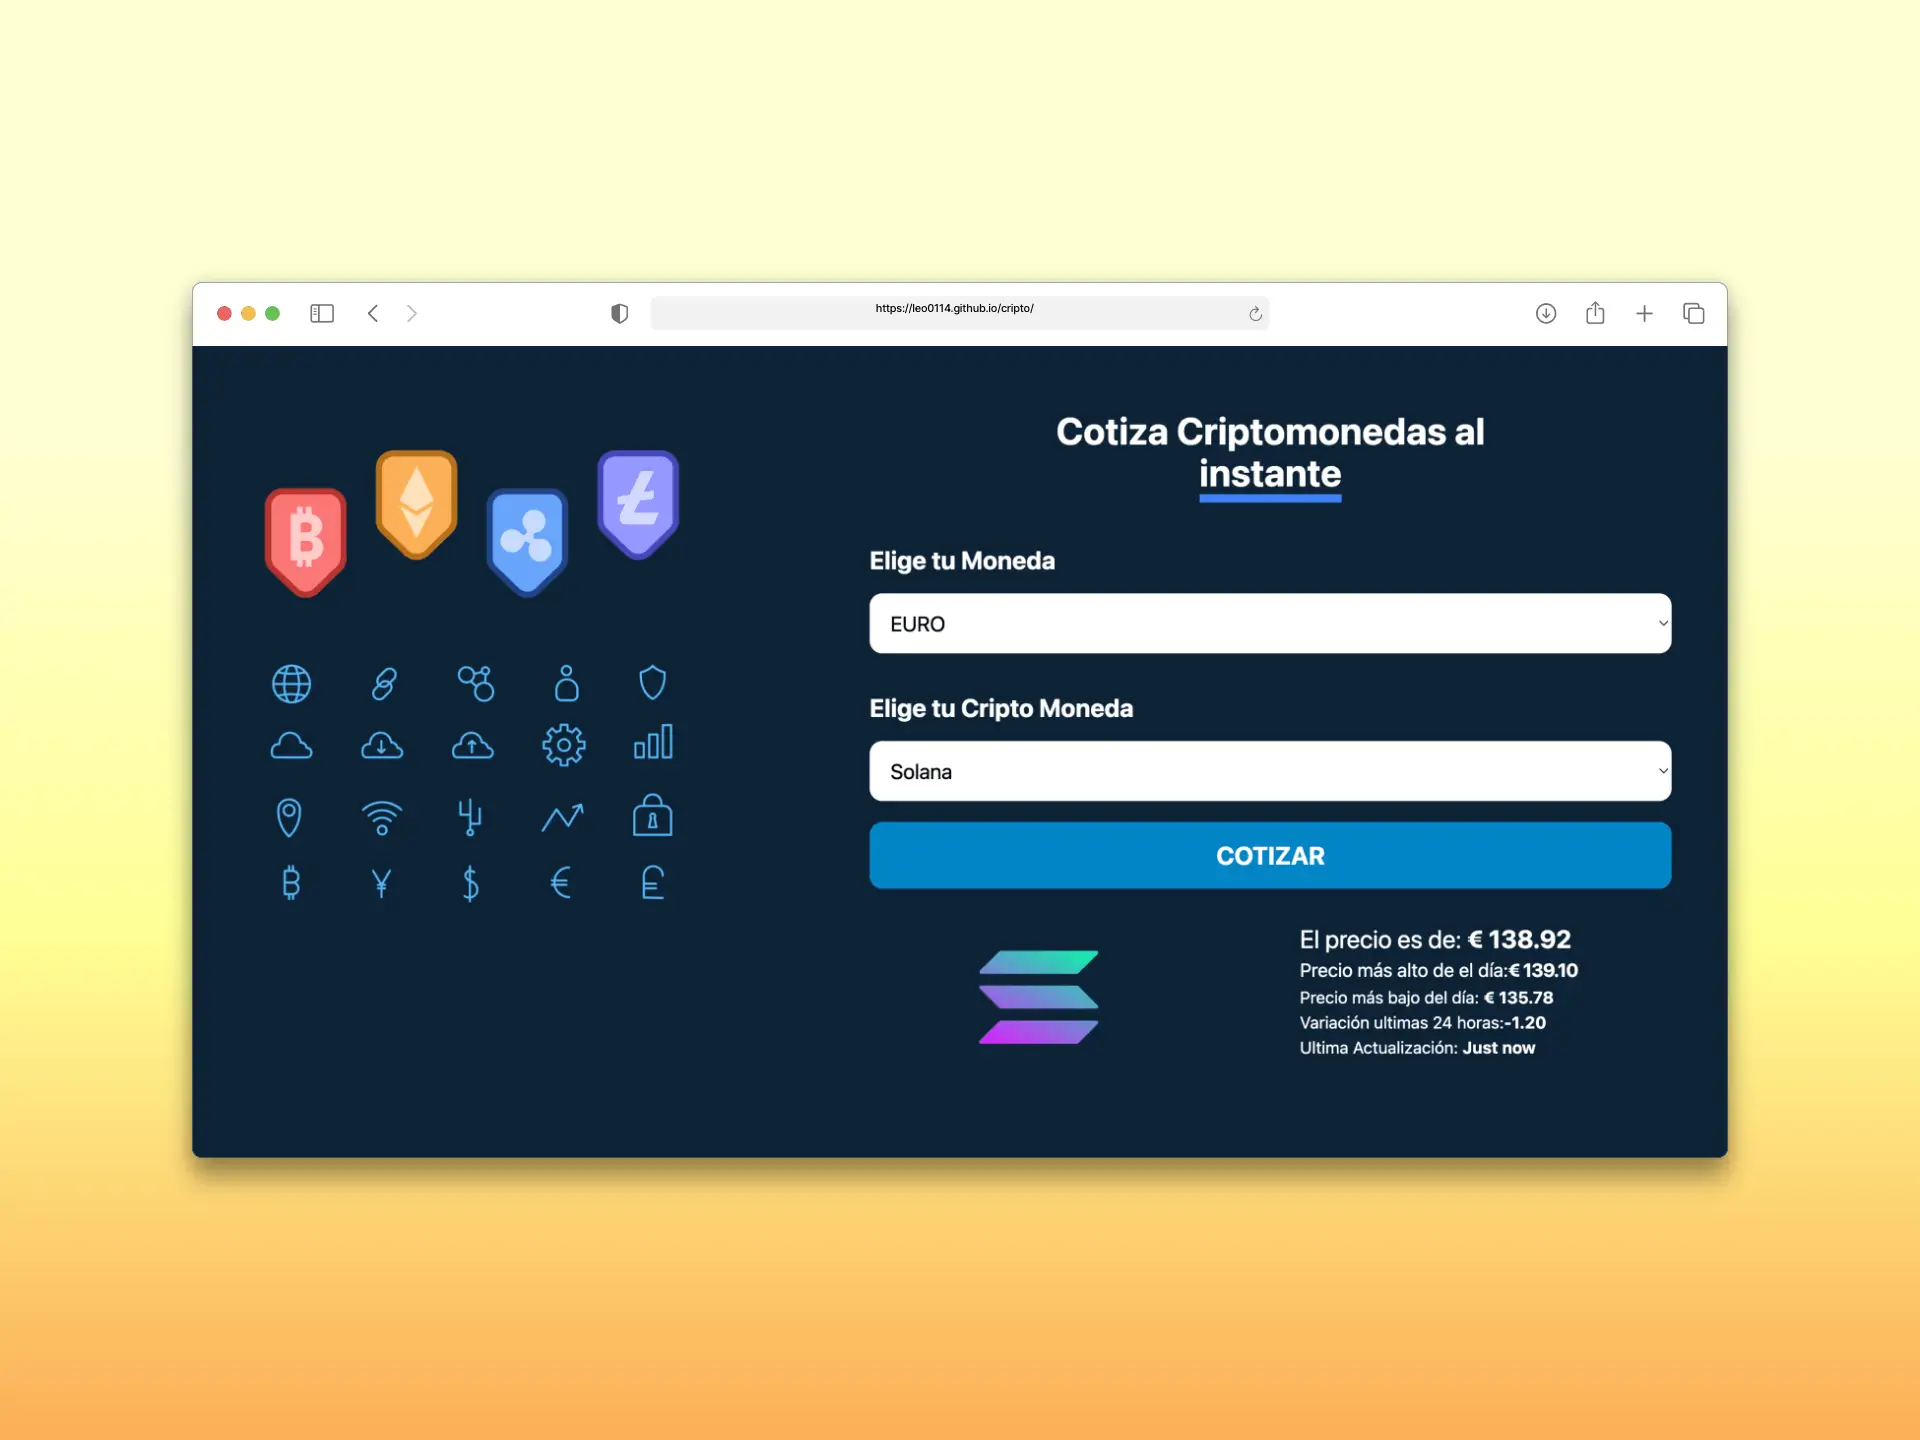 https://leo0114.github.io/cripto/
Cotiza Criptomonedas al
instante
Elige tu Moneda
EURO
Elige tu Cripto Moneda
Solana
COTIZAR
El precio es de: € 138.92
Precio más alto de el día:€ 139.10
Precio más bajo del día: € 135.78
Variación ultimas 24 horas:-1.20
Ultima Actualización: Just now